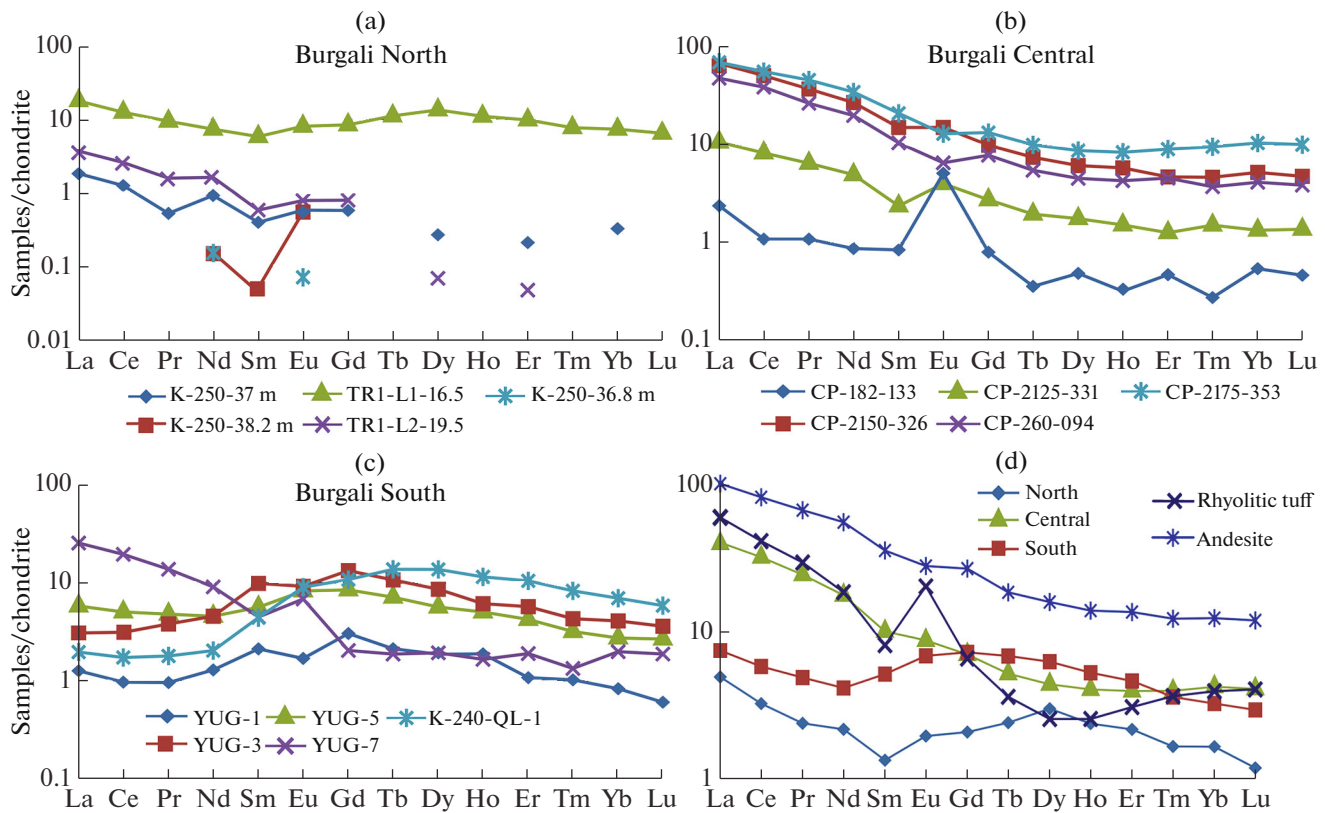 (a)
Burgali North
100
10
1
0.1
0.01
Samples/chondrite
La Ce Pr Nd Sm Eu Gd Tb Dy Ho Er Tm Yb Lu
K-250-37 m TR1-L1-16.5 K-250-36.8 m
K-250-38.2 m TR1-L2-19.5
(b)
Burgali Central
100
10
1
0.1
La Ce Pr Nd Sm Eu Gd Tb Dy Ho Er Tm Yb Lu
CP-182-133 CP-2125-331 CP-2175-353
CP-2150-326 CP-260-094
(c)
Burgali South
100
10
1
0.1
Samples/chondrite
YUG-1 YUG-5 K-240-QL-1
YUG-3 YUG-7
La Ce Pr Nd Sm Eu Gd Tb Dy Ho Er Tm Yb Lu
(d)
100
10
1
North Rhyolitic tuff
Central
South Andesite
La Ce Pr Nd Sm Eu Gd Tb Dy Ho Er Tm Yb Lu